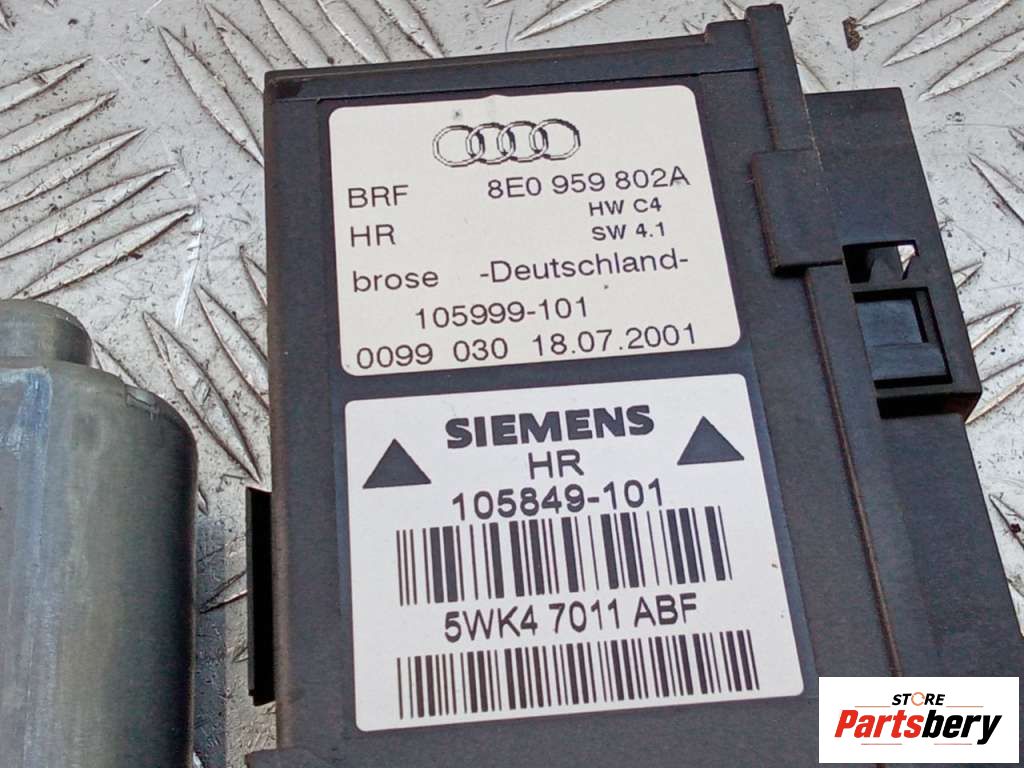 BRF 8E0 959 802A
HW C4
HR SW 4.1
brose -Deutschland-
105999-101
0099 030 18.07.2001
SIEMENS
HR
105849-101
5WK4 7011 ABF
STORE
Partsbery